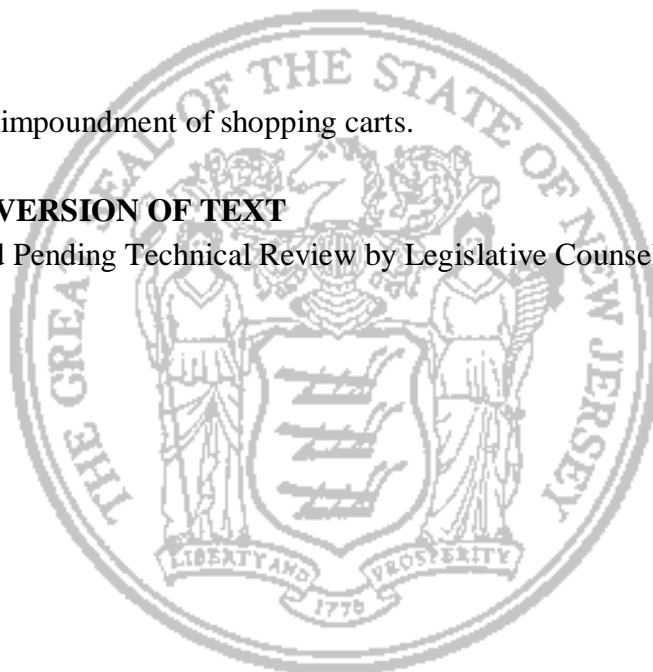 THE GREAT SEAL OF THE STATE OF NEW JERSEY
impoundment of shopping carts.
VERSION OF TEXT
Pending Technical Review by Legislative
LIBERTY AND PROSPERITY
1776